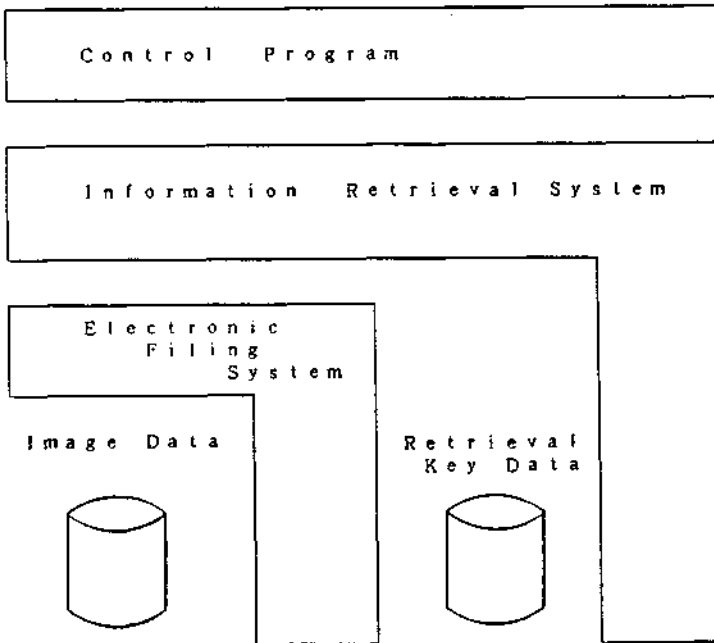 Control Program
Information Retrieval System
Electronic
Filing
System
Image Data
Retrieval
Key Data